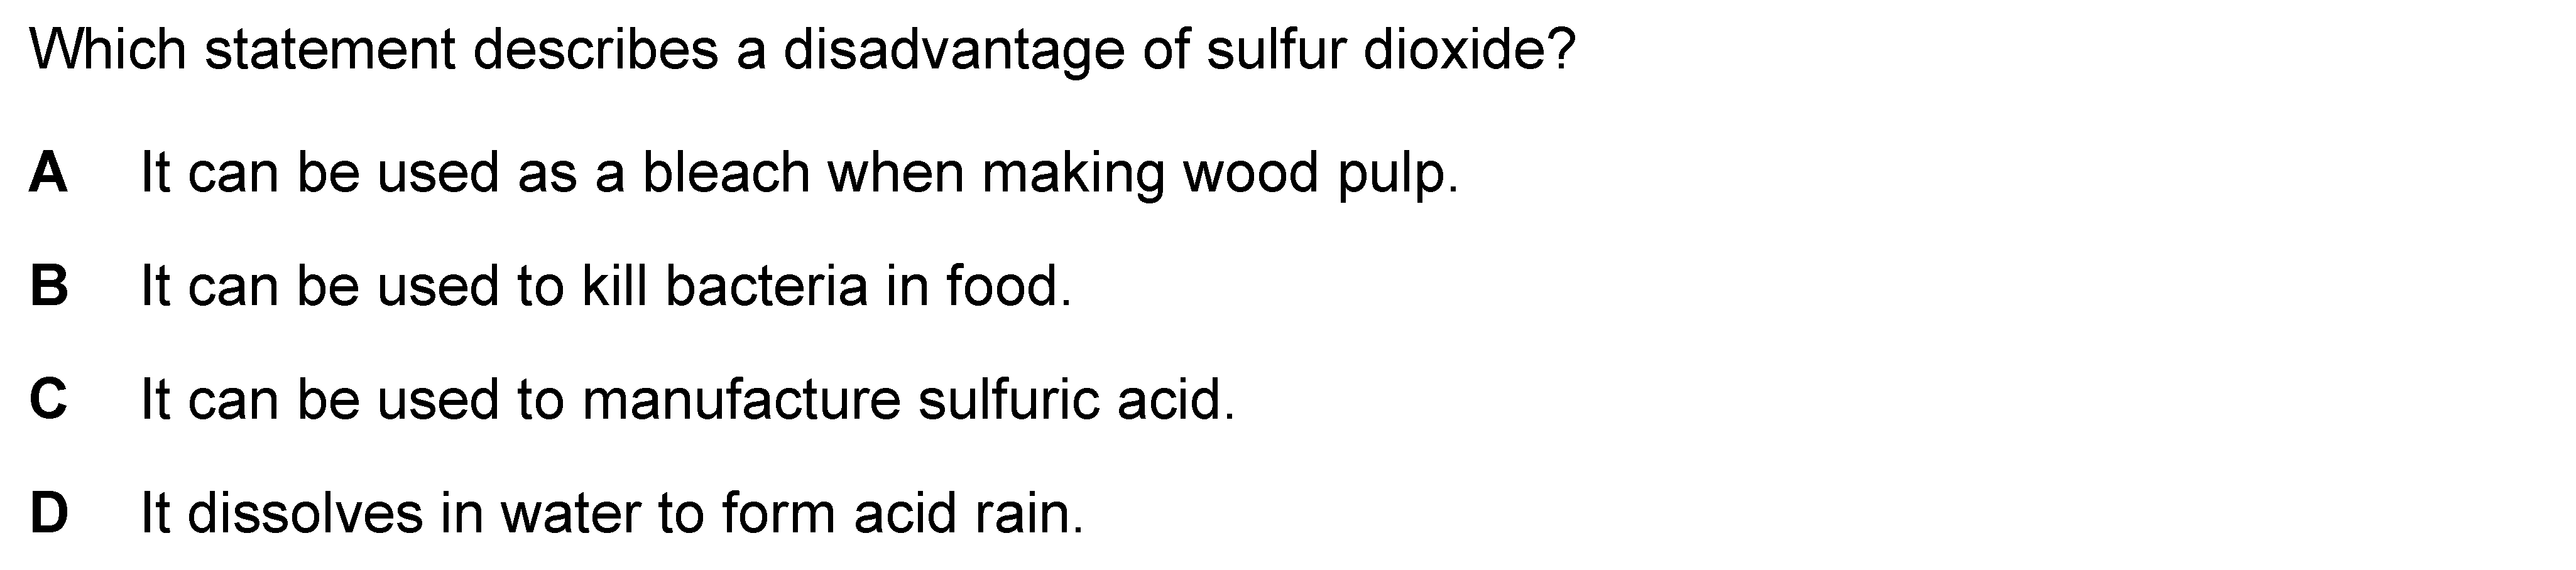 Which statement describes a disadvantage of sulfur dioxide?
A It can be used as a bleach when making wood pulp.
B It can be used to kill bacteria in food.
C It can be used to manufacture sulfuric acid.
D It dissolves in water to form acid rain.